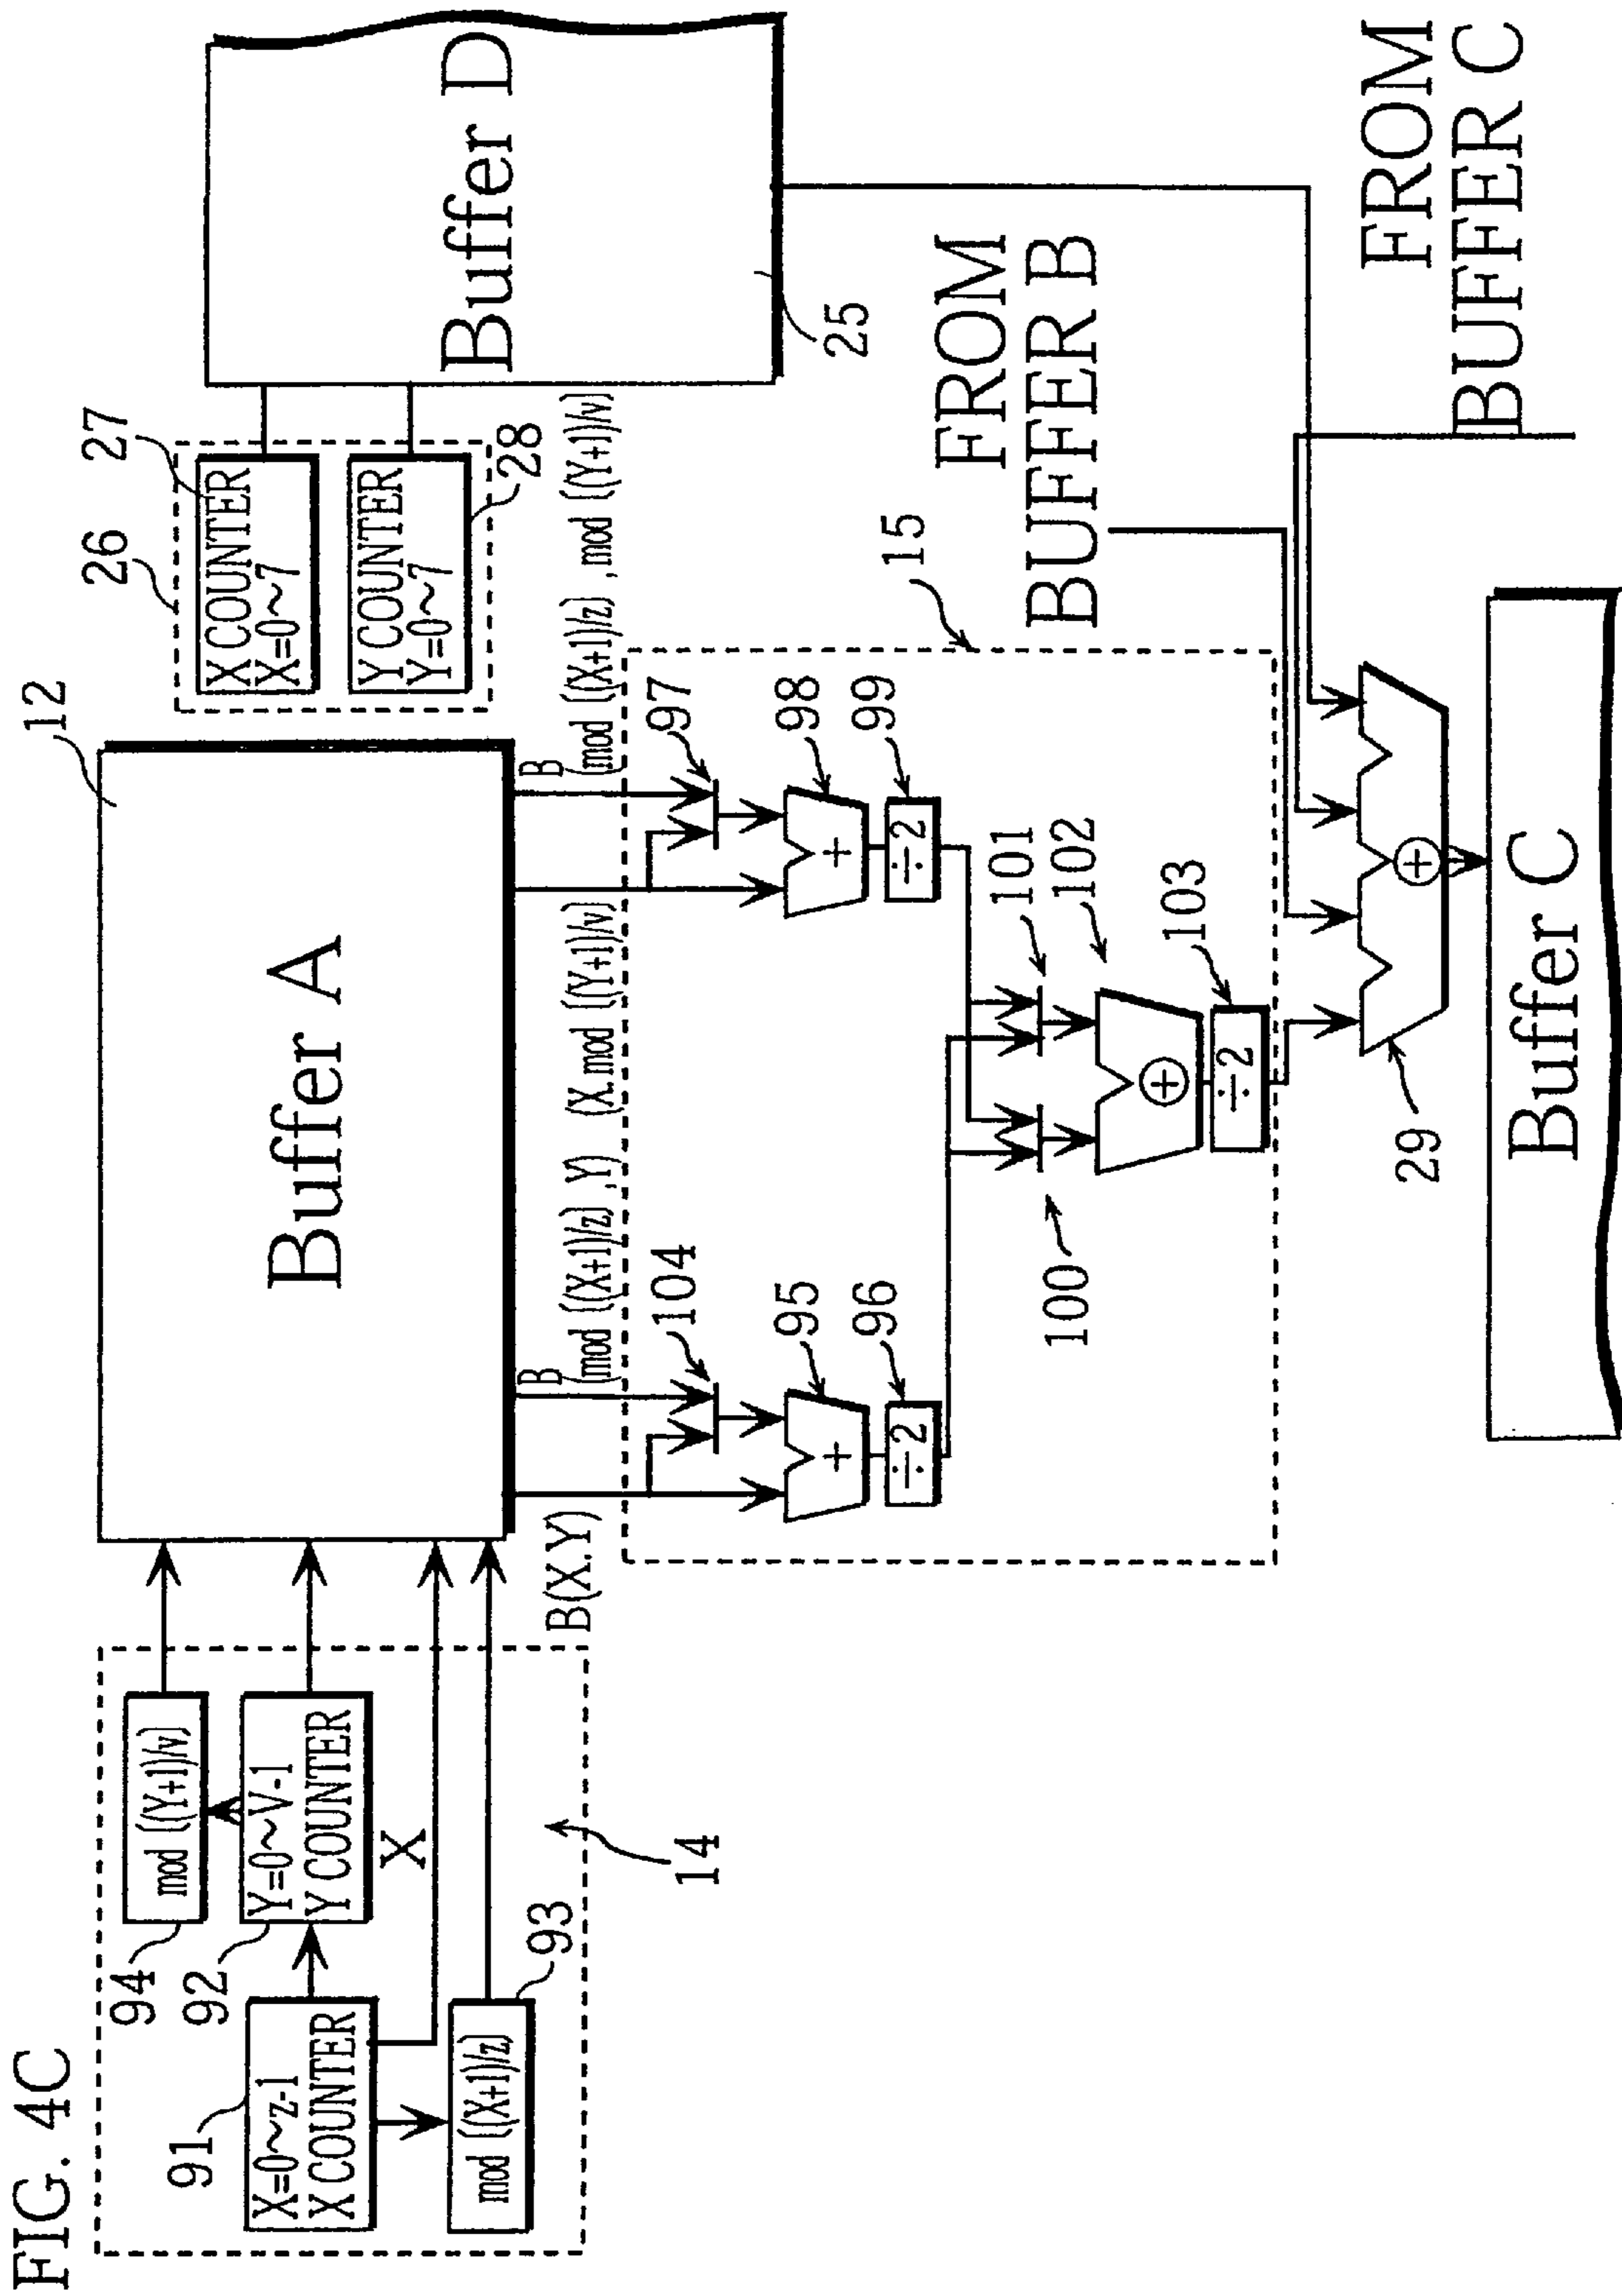 FIG. 4C
91
X=0~z-1
X COUNTER
94
mod ((Y+1)/v)
92
Y=0~V-1
Y COUNTER
X
mod ((X+1)/z)
93
14
12
Buffer A
26
27
X COUNTER
X=0~7
Y COUNTER
Y=0~7
28
Buffer D
25
B(X.Y)
B
(mod ((X+1)/z) ,Y)
(X.mod ((Y+1)/v)
B
(mod ((X+1)/z) ,mod ((Y+1)/v)
15
104
95
+
96
÷2
97
98
+
99
÷2
100
101
102
+
103
÷2
FROM
BUFFER B
FROM
BUFFER C
29
+
Buffer C